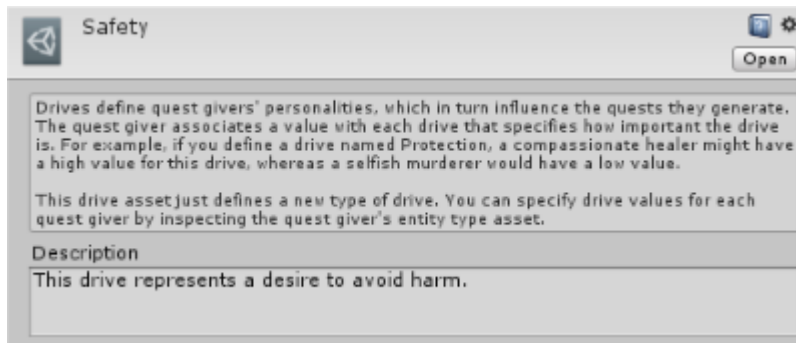 Safety
Open
Drives define quest givers' personalities, which in turn influence the quests they generate.
The quest giver associates a value with each drive that specifies how important the drive
is. For example, if you define a drive named Protection, a compassionate healer might have
a high value for this drive, whereas a selfish murderer would have a low value.
This drive asset just defines a new type of drive. You can specify drive values for each
quest giver by inspecting the quest giver's entity type asset.
Description
This drive represents a desire to avoid harm.